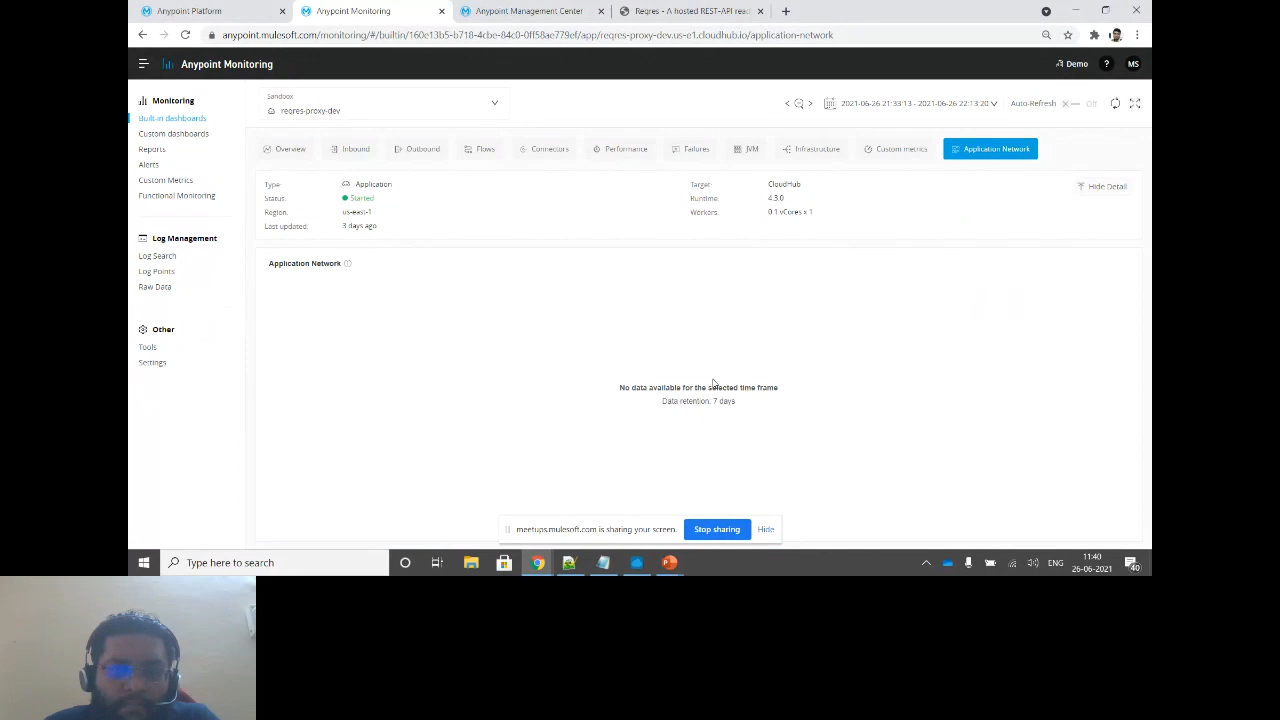 Anypoint Platform
Anypoint Monitoring
Anypoint Management Center
Reqres - A hosted REST-API read
anypoint.mulesoft.com/monitoring/#/builtin/160e13b5-b718-4cbe-84c0-0ff58ae779ef/app/reqres-proxy-dev.us-e1.cloudhub.io/application-network
Anypoint Monitoring
Demo
?
MS
Monitoring
Built-in dashboards
Custom dashboards
Reports
Alerts
Custom Metrics
Functional Monitoring
Log Management
Log Search
Log Points
Raw Data
Other
Tools
Settings
Sandbox
reqres-proxy-dev
2021-06-26 21:33:13 - 2021-06-26 22:13:20
Auto-Refresh
Off
Overview
Inbound
Outbound
Flows
Connectors
Performance
Failures
JVM
Infrastructure
Custom metrics
Application Network
Type: Application
Status: Started
Region: us-east-1
Last updated: 3 days ago
Target: CloudHub
Runtime: 4.3.0
Workers: 0.1 vCores x 1
Hide Detail
Application Network
No data available for the selected time frame
Data retention: 7 days
meetups.mulesoft.com is sharing your screen.
Stop sharing
Hide
Type here to search
ENG
11:40
26-06-2021
40